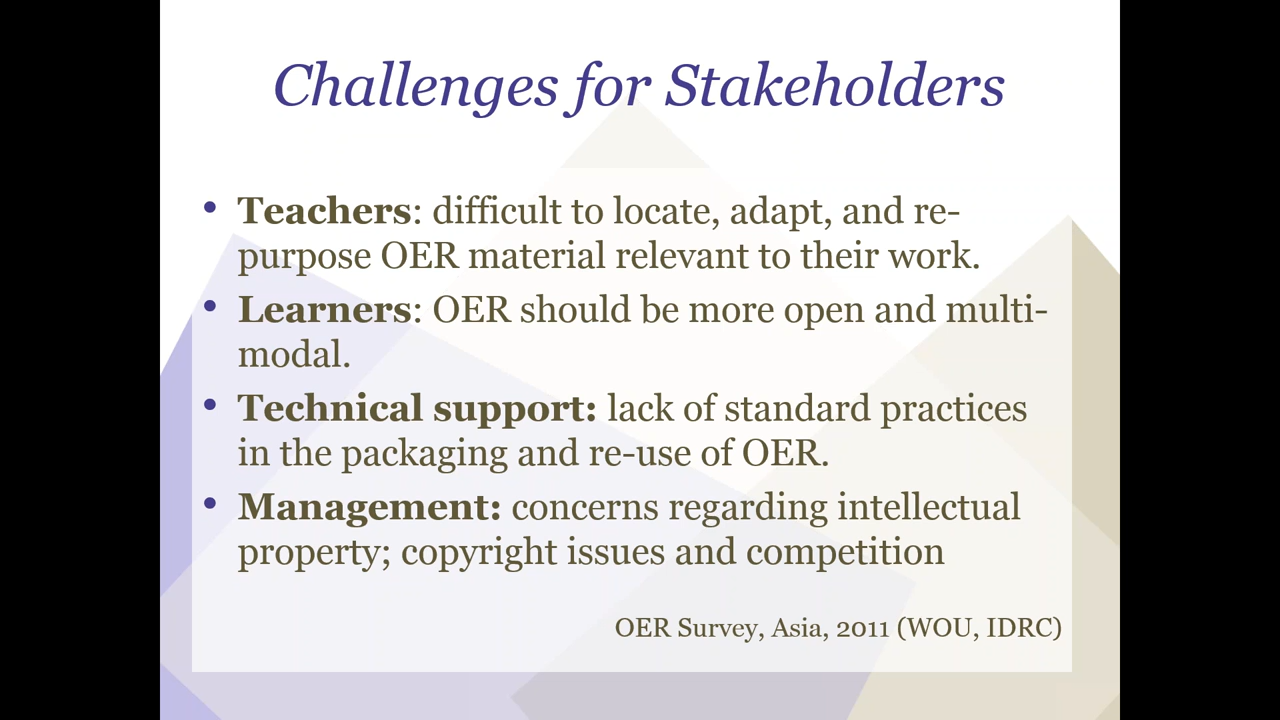 Challenges for Stakeholders
• Teachers: difficult to locate, adapt, and re-
purpose OER material relevant to their work.
• Learners: OER should be more open and multi-
modal.
• Technical support: lack of standard practices
in the packaging and re-use of OER.
• Management: concerns regarding intellectual
property; copyright issues and competition
OER Survey, Asia, 2011 (WOU, IDRC)